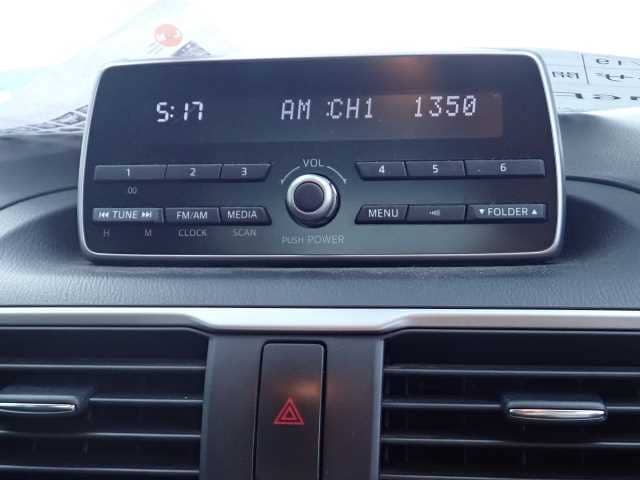 5:17 AM :CH1 1350
VOL
1 2 3 4 5 6
00
⏮ TUNE ⏭ FM/AM MEDIA MENU ▼ FOLDER ▲
H M CLOCK SCAN PUSH POWER